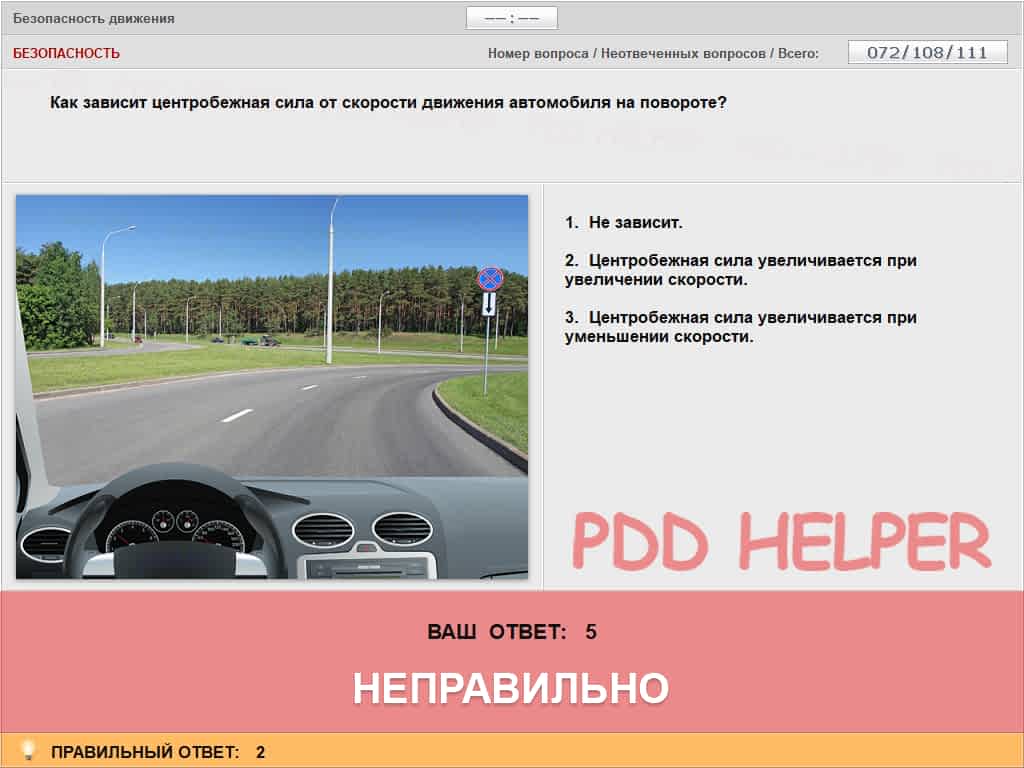 Безопасность движения
–– : ––
БЕЗОПАСНОСТЬ
Номер вопроса / Неотвеченных вопросов / Всего:
072/108/111
Как зависит центробежная сила от скорости движения автомобиля на повороте?
1. Не зависит.
2. Центробежная сила увеличивается при
увеличении скорости.
3. Центробежная сила увеличивается при
уменьшении скорости.
PDD HELPER
ВАШ ОТВЕТ: 5
НЕПРАВИЛЬНО
ПРАВИЛЬНЫЙ ОТВЕТ: 2